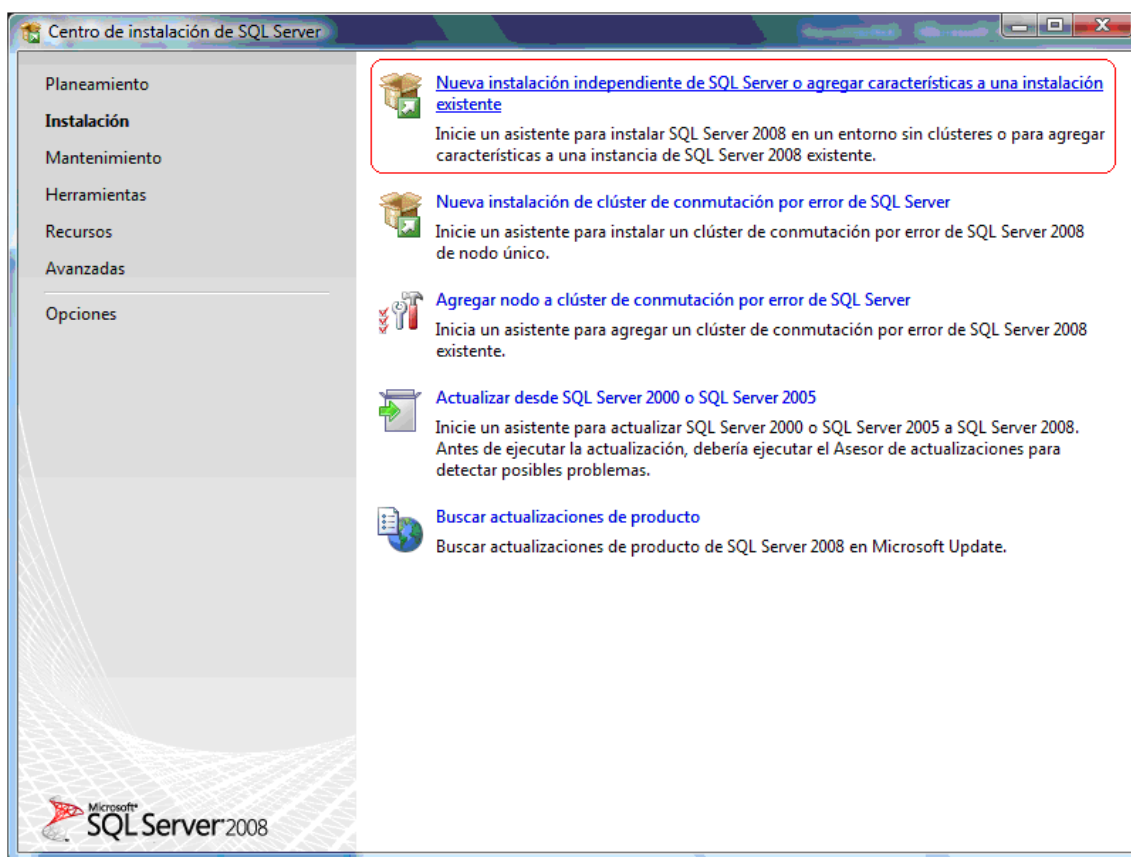 Centro de instalación de SQL Server
Planeamiento
Instalación
Mantenimiento
Herramientas
Recursos
Avanzadas
Opciones
Nueva instalación independiente de SQL Server o agregar características a una instalación
existente
Inicie un asistente para instalar SQL Server 2008 en un entorno sin clústeres o para agregar
características a una instancia de SQL Server 2008 existente.
Nueva instalación de clúster de conmutación por error de SQL Server
Inicie un asistente para instalar un clúster de conmutación por error de SQL Server 2008
de nodo único.
Agregar nodo a clúster de conmutación por error de SQL Server
Inicia un asistente para agregar un clúster de conmutación por error de SQL Server 2008
existente.
Actualizar desde SQL Server 2000 o SQL Server 2005
Inicie un asistente para actualizar SQL Server 2000 o SQL Server 2005 a SQL Server 2008.
Antes de ejecutar la actualización, debería ejecutar el Asesor de actualizaciones para
detectar posibles problemas.
Buscar actualizaciones de producto
Buscar actualizaciones de producto de SQL Server 2008 en Microsoft Update.
Microsoft
SQL Server 2008